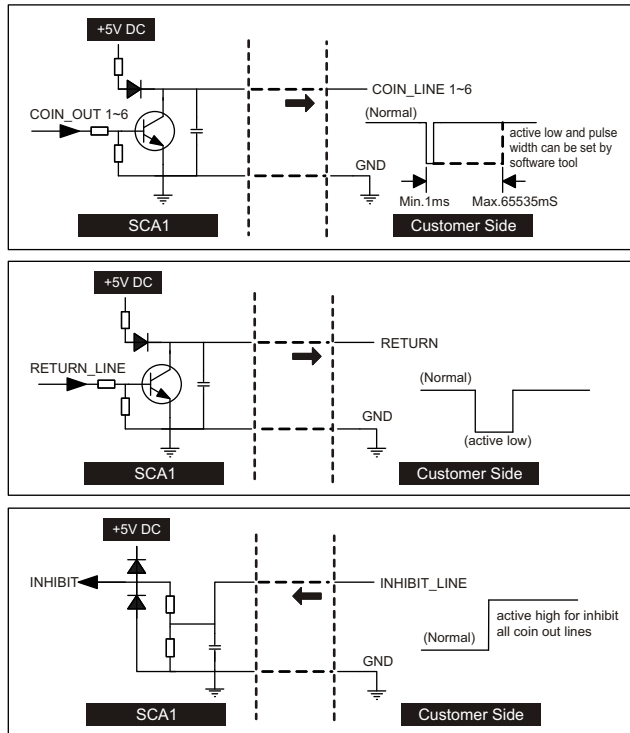 +5V DC
COIN_LINE 1~6
(Normal)
COIN_OUT 1~6
active low and pulse
width can be set by
software tool
GND
Min.1ms
Max.65535mS
SCA1
Customer Side
+5V DC
RETURN
RETURN_LINE
(Normal)
GND
(active low)
SCA1
Customer Side
+5V DC
INHIBIT
INHIBIT_LINE
active high for inhibit
all coin out lines
(Normal)
GND
SCA1
Customer Side